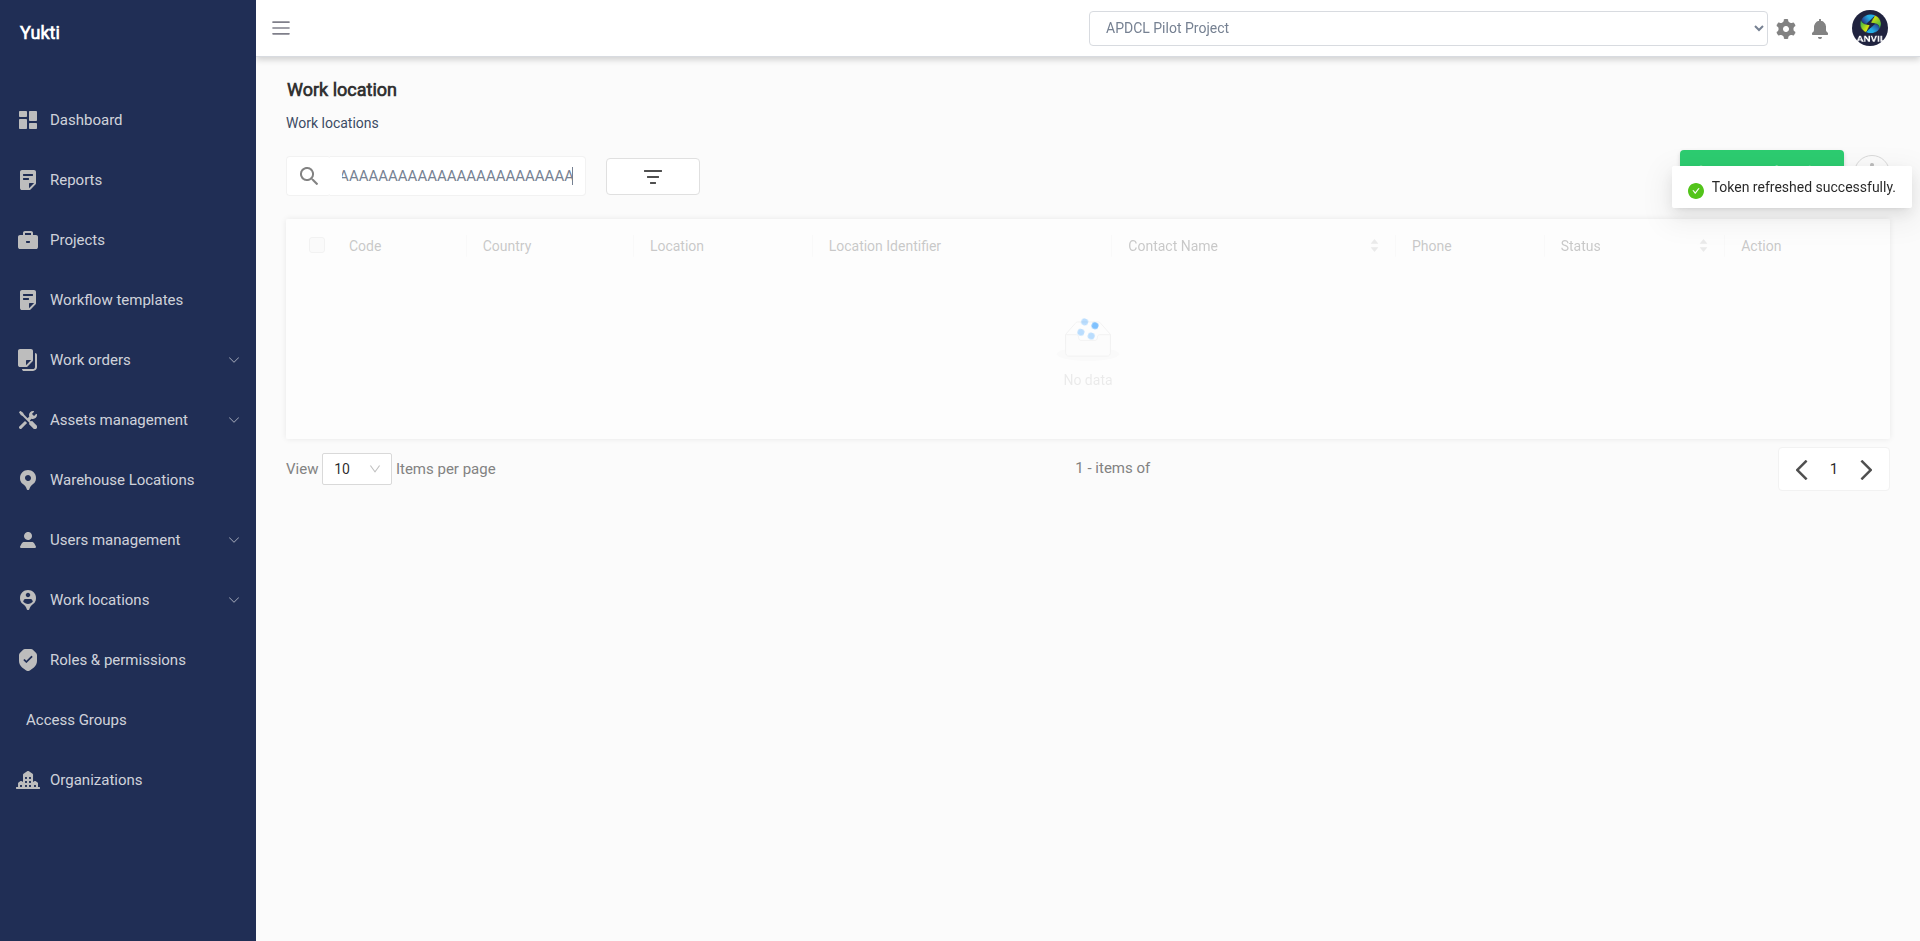 Yukti
APDCL Pilot Project
ANVIL
Dashboard
Reports
Projects
Workflow templates
Work orders
Assets management
Warehouse Locations
Users management
Work locations
Roles & permissions
Access Groups
Organizations
Work location
Work locations
AAAAAAAAAAAAAAAAAAAAAAAA
Token refreshed successfully.
Code Country Location Location Identifier Contact Name Phone Status Action
No data
View 10 Items per page
1 - items of
1